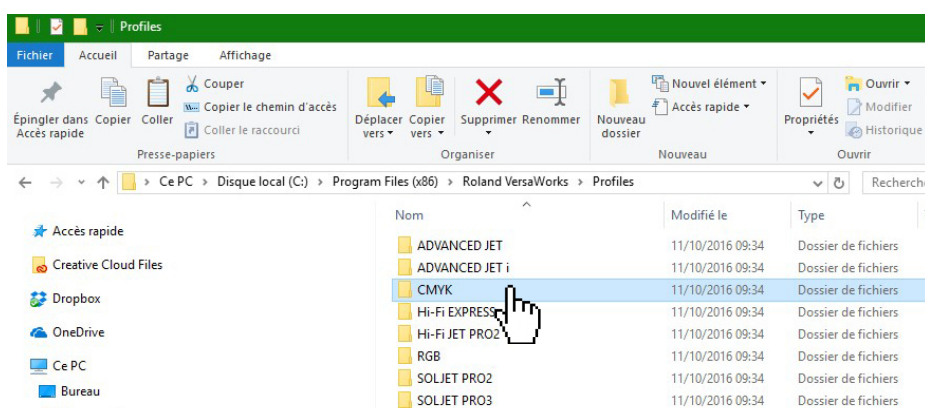 Profiles
Fichier Accueil Partage Affichage
Épingler dans Accès rapide
Copier
Coller
Couper
Copier le chemin d'accès
Coller le raccourci
Presse-papiers
Déplacer vers
Copier vers
Supprimer
Renommer
Organiser
Nouveau dossier
Nouvel élément
Accès rapide
Nouveau
Propriétés
Ouvrir
Modifier
Historique
Ouvrir
Ce PC > Disque local (C:) > Program Files (x86) > Roland VersaWorks > Profiles
Recherch
Accès rapide
Creative Cloud Files
Dropbox
OneDrive
Ce PC
Bureau
Nom Modifié le Type
ADVANCED JET 11/10/2016 09:34 Dossier de fichiers
ADVANCED JET i 11/10/2016 09:34 Dossier de fichiers
CMYK 11/10/2016 09:34 Dossier de fichiers
Hi-Fi EXPRESS 11/10/2016 09:34 Dossier de fichiers
Hi-Fi JET PRO2 11/10/2016 09:34 Dossier de fichiers
RGB 11/10/2016 09:34 Dossier de fichiers
SOLJET PRO2 11/10/2016 09:34 Dossier de fichiers
SOLJET PRO3 11/10/2016 09:34 Dossier de fichiers